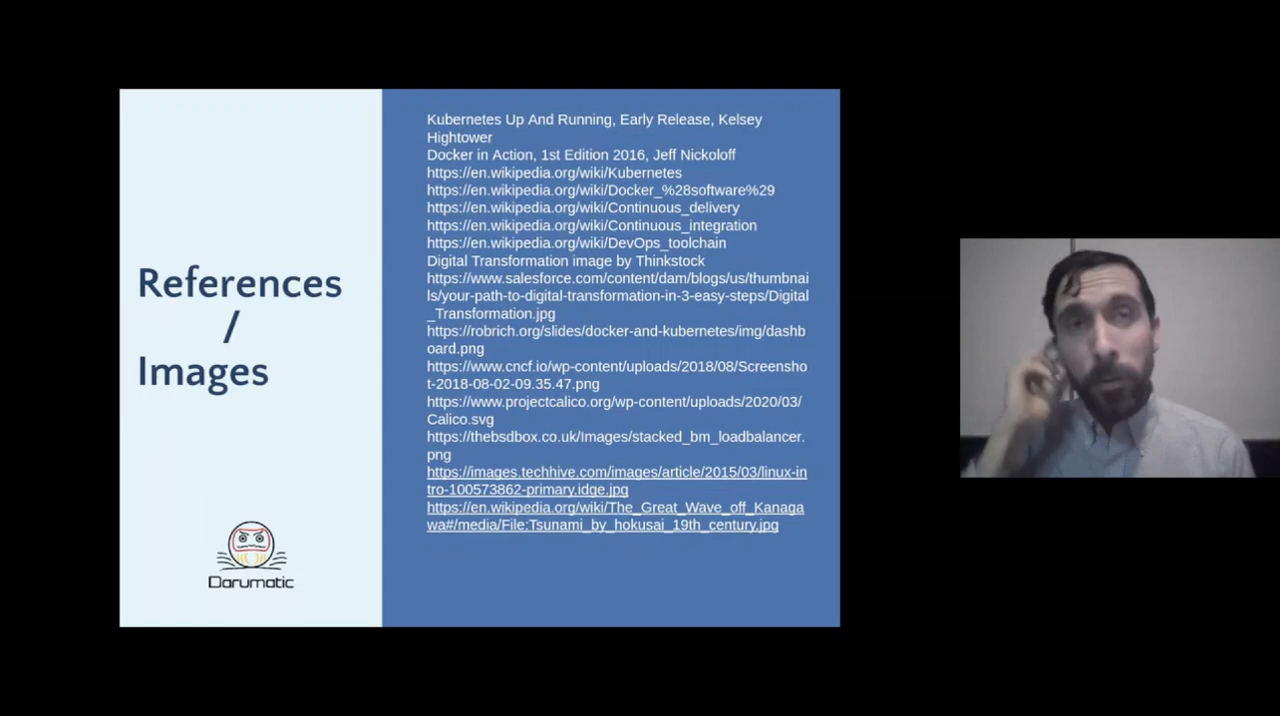 References
/
Images
Darumatic
Kubernetes Up And Running, Early Release, Kelsey
Hightower
Docker in Action, 1st Edition 2016, Jeff Nickoloff
https://en.wikipedia.org/wiki/Kubernetes
https://en.wikipedia.org/wiki/Docker_%28software%29
https://en.wikipedia.org/wiki/Continuous_delivery
https://en.wikipedia.org/wiki/Continuous_integration
https://en.wikipedia.org/wiki/DevOps_toolchain
Digital Transformation image by Thinkstock
https://www.salesforce.com/content/dam/blogs/us/thumbnai
ls/your-path-to-digital-transformation-in-3-easy-steps/Digital
_Transformation.jpg
https://robrich.org/slides/docker-and-kubernetes/img/dashb
oard.png
https://www.cncf.io/wp-content/uploads/2018/08/Screensho
t-2018-08-02-09.35.47.png
https://www.projectcalico.org/wp-content/uploads/2020/03/
Calico.svg
https://thebsdbox.co.uk/Images/stacked_bm_loadbalancer.
png
https://images.techhive.com/images/article/2015/03/linux-in
tro-100573862-primary.idge.jpg
https://en.wikipedia.org/wiki/The_Great_Wave_off_Kanaga
wa#/media/File:Tsunami_by_hokusai_19th_century.jpg